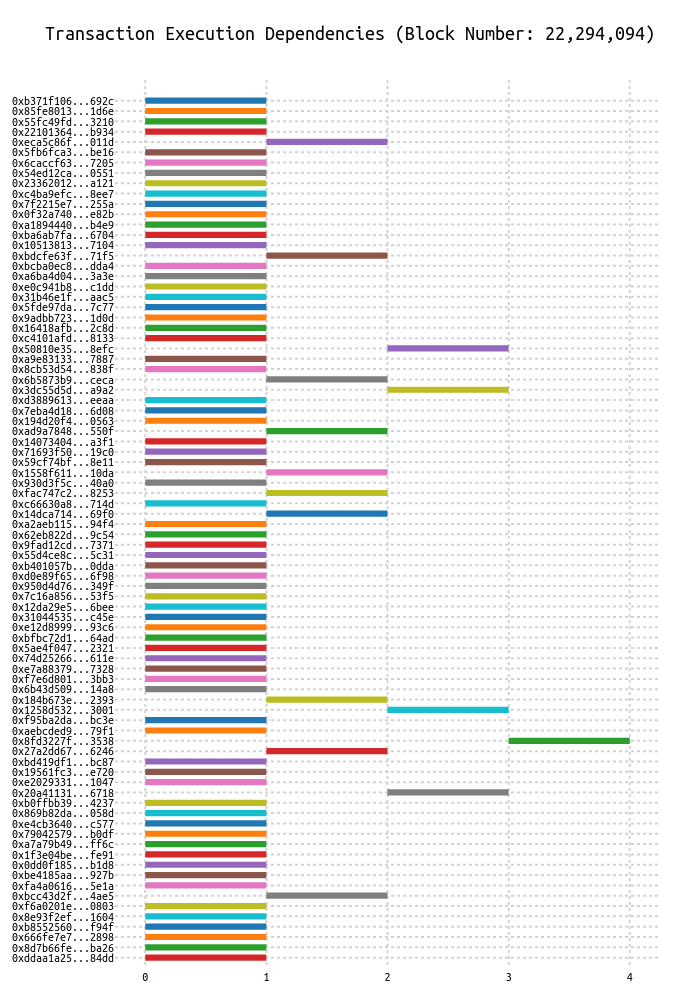 Transaction Execution Dependencies (Block Number: 22,294,094)
0xb371f106...692c
0x85fe8013...1d6e
0x55fc49fd...3210
0x22101364...b934
0xeca5c86f...011d
0x5fb6fca3...be16
0x6caccf63...7205
0x54ed12ca...0551
0x23362012...a121
0xc4ba9efc...8ee7
0x7f2215e7...255a
0x0f32a740...e82b
0xa1894440...b4e9
0xba6ab7fa...6704
0x10513813...7104
0xbdcfe63f...71f5
0xbcba0ec8...dda4
0xa6ba4d04...3a3e
0xe0c941b8...c1dd
0x31b46e1f...aac5
0x5fde97da...7c77
0x9adbb723...1d0d
0x16418afb...2c8d
0xc4101afd...8133
0x50810e35...8efc
0xa9e83133...7887
0x8cb53d54...838f
0x6b5873b9...ceca
0x3dc55d5d...a9a2
0xd3889613...eeaa
0x7eba4d18...6d08
0x194d20f4...0563
0xad9a7848...550f
0x14073404...a3f1
0x71693f50...19c0
0x59cf74bf...8e11
0x1558f611...10da
0x930d3f5c...40a0
0xfac747c2...8253
0xc66630a8...714d
0x14dca714...69f0
0xa2aeb115...94f4
0x62eb822d...9c54
0x9fad12cd...7371
0x55d4ce8c...5c31
0xb401057b...0dda
0xd0e89f65...6f98
0x950d4d76...349f
0x7c16a856...53f5
0x12da29e5...6bee
0x31044535...c45e
0xe12d8999...93c6
0xbfbc72d1...64ad
0x5ae4f047...2321
0x74d25266...611e
0xe7a88379...7328
0xf7e6d801...3bb3
0x6b43d509...14a8
0x184b673e...2393
0x1258d532...3001
0xf95ba2da...bc3e
0xaebcded9...79f1
0x8fd3227f...3538
0x27a2dd67...6246
0xbd419df1...bc87
0x19561fc3...e720
0xe2029331...1047
0x20a41131...6718
0xb0ffbb39...4237
0x869b82da...058d
0xe4cb3640...c577
0x79042579...b0df
0xa7a79b49...ff6c
0x1f3e04be...fe91
0x0dd0f185...b1d8
0xbe4185aa...927b
0xfa4a0616...5e1a
0xbcc43d2f...4ae5
0xf6a0201e...0803
0x8e93f2ef...1604
0xb8552560...f94f
0x666fe7e7...2898
0x8d7b66fe...ba26
0xddaa1a25...84dd
0 1 2 3 4